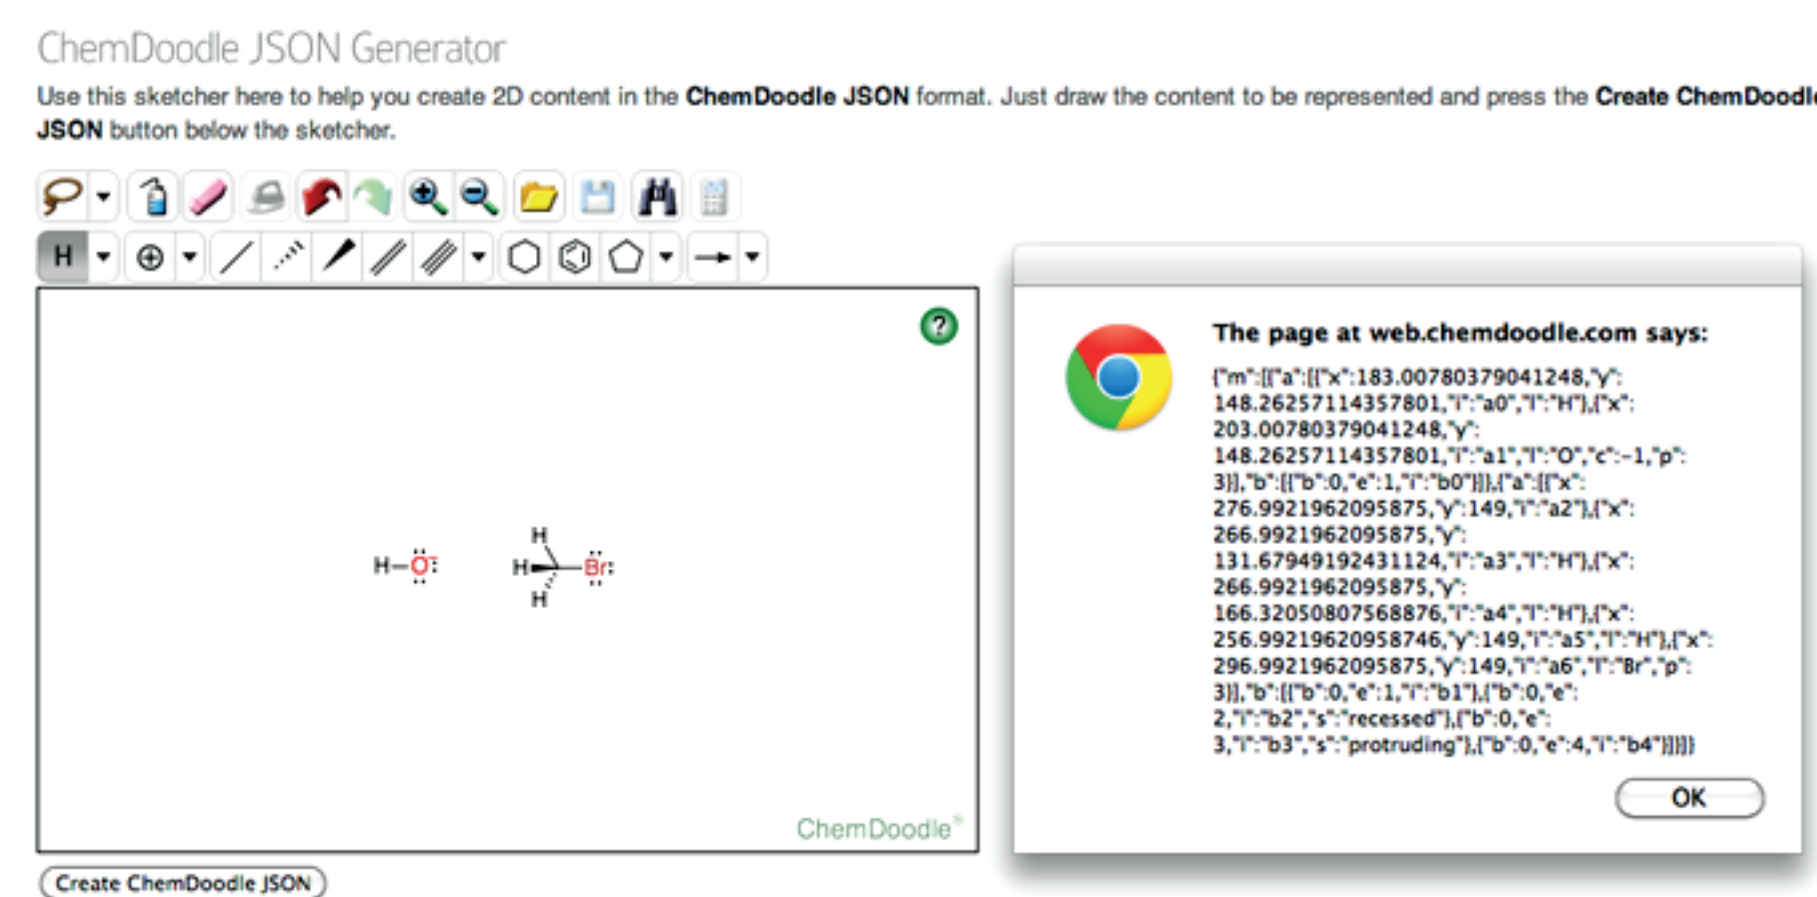 ChemDoodle JSON Generator
Use this sketcher here to help you create 2D content in the ChemDoodle JSON format. Just draw the content to be represented and press the Create ChemDoodle
JSON button below the sketcher.
H
?
H
H–O:
H
Br:
H
ChemDoodle®
Create ChemDoodle JSON
The page at web.chemdoodle.com says:
{"m":[{"a":[{"x":183.00780379041248,"y":
148.26257114357801,"i":"a0","l":"H"},{"x":
203.00780379041248,"y":
148.26257114357801,"i":"a1","l":"O","c":-1,"p":
3}],"b":[{"b":0,"e":1,"i":"b0"}]},{"a":[{"x":
276.9921962095875,"y":149,"i":"a2"},{"x":
266.9921962095875,"y":
131.67949192431124,"i":"a3","l":"H"},{"x":
266.9921962095875,"y":
166.32050807568876,"i":"a4","l":"H"},{"x":
256.99219620958746,"y":149,"i":"a5","l":"H"},{"x":
296.9921962095875,"y":149,"i":"a6","l":"Br","p":
3}],"b":[{"b":0,"e":1,"i":"b1"},{"b":0,"e":
2,"i":"b2","s":"recessed"},{"b":0,"e":
3,"i":"b3","s":"protruding"},{"b":0,"e":4,"i":"b4"}]}]}
OK